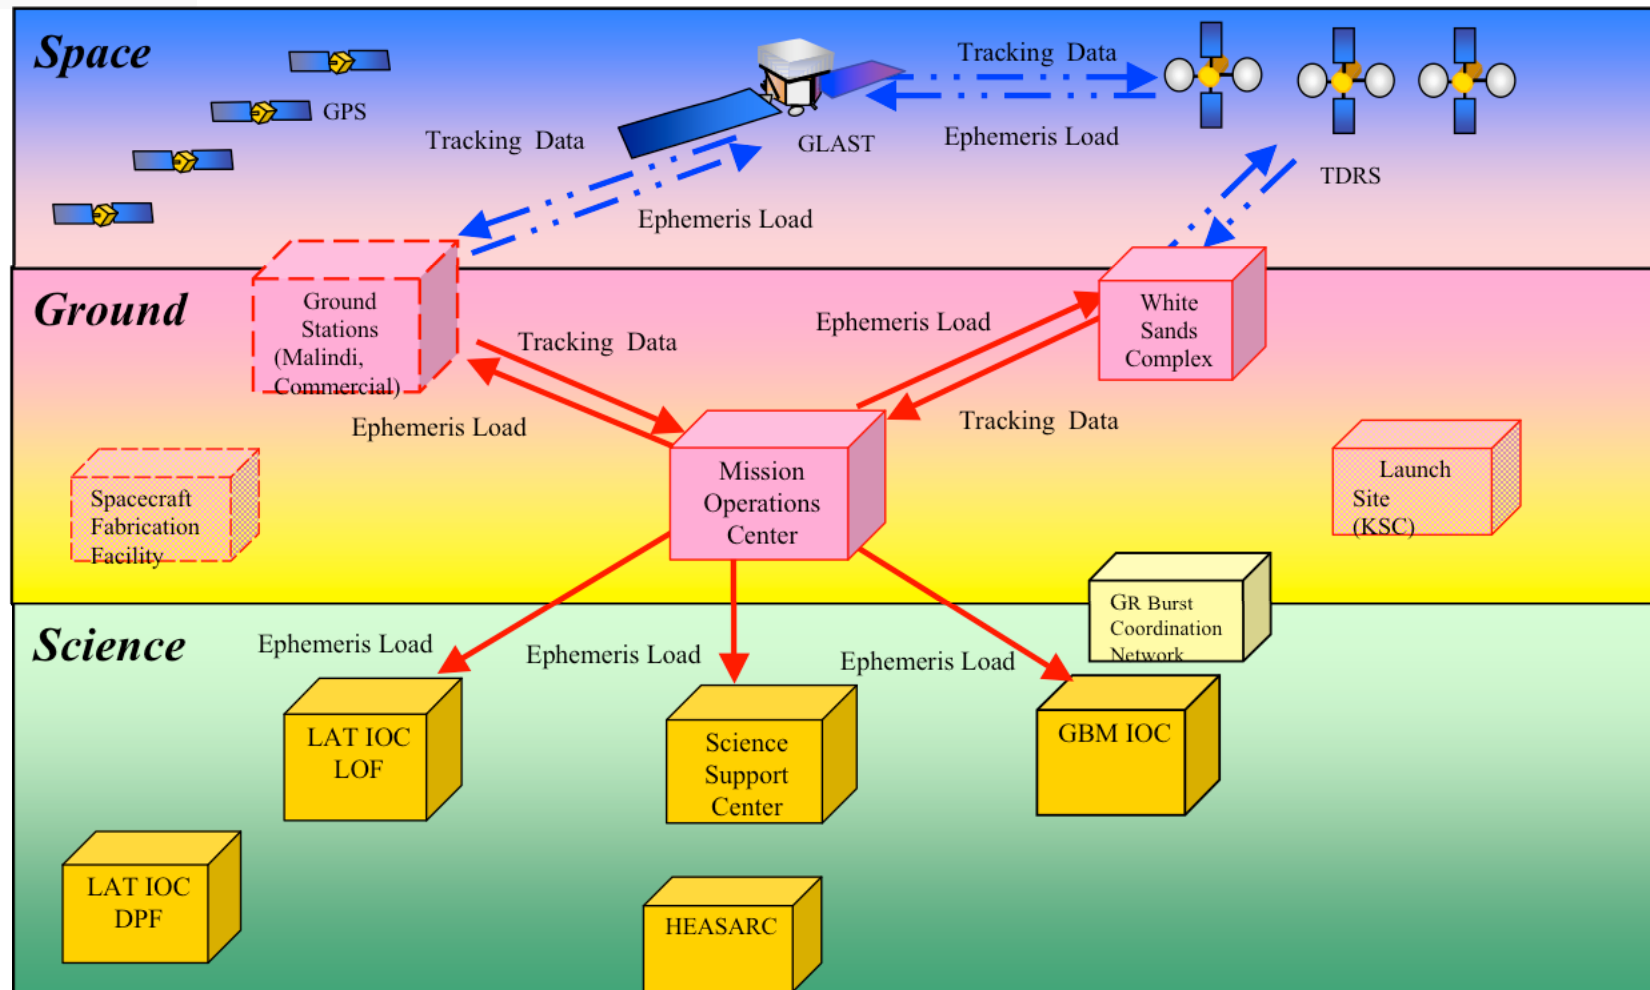 Space
GPS
Tracking Data
GLAST
Ephemeris Load
Tracking Data
Ephemeris Load
TDRS
Ground
Ground
Stations
(Malindi,
Commercial)
Tracking Data
Ephemeris Load
Ephemeris Load
Tracking Data
White
Sands
Complex
Spacecraft
Fabrication
Facility
Mission
Operations
Center
Launch
Site
(KSC)
Science
Ephemeris Load
Ephemeris Load
Ephemeris Load
GR Burst
Coordination
Network
LAT IOC
LOF
Science
Support
Center
GBM IOC
LAT IOC
DPF
HEASARC